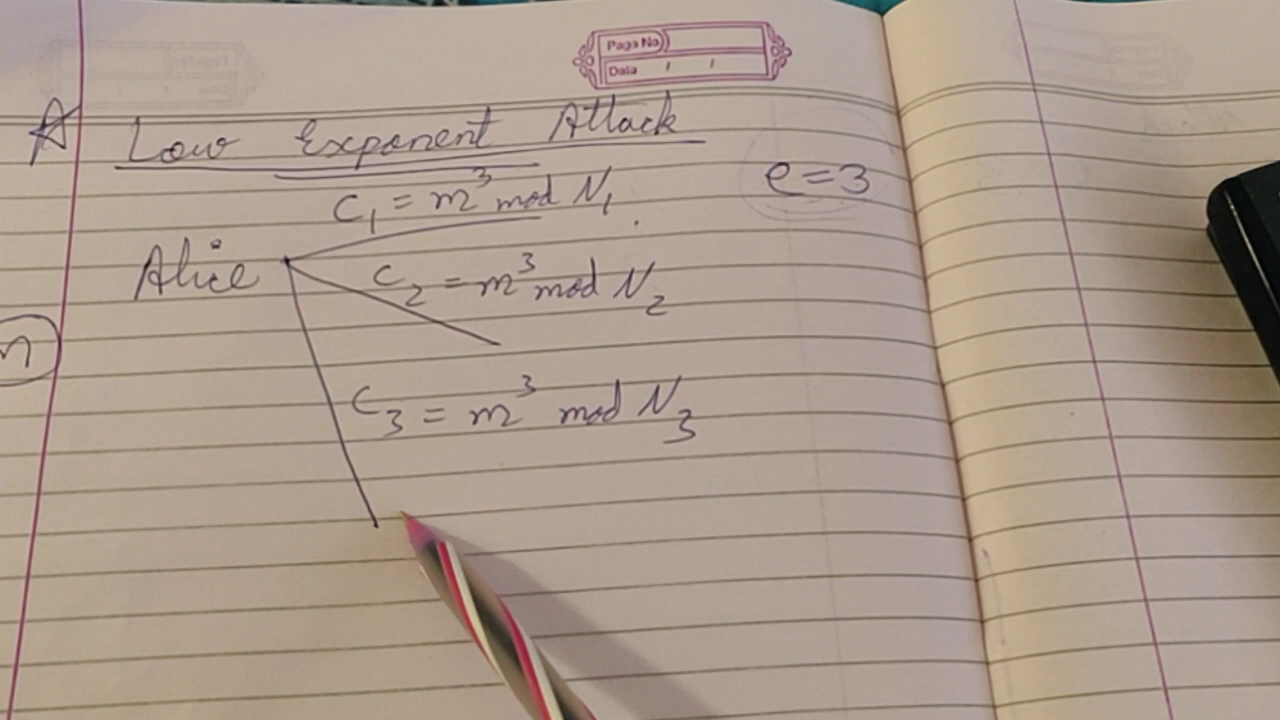 Page No
Date / /
Low Exponent Attack
C₁ = m³ mod N₁
e=3
Alice
C₂ = m³ mod N₂
m
C₃ = m³ mod N₃